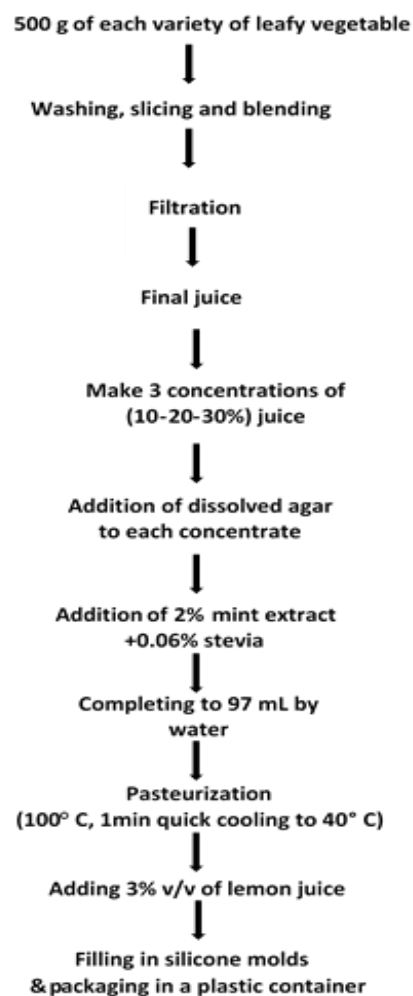 500 g of each variety of leafy vegetable
Washing, slicing and blending
Filtration
Final juice
Make 3 concentrations of
(10-20-30%) juice
Addition of dissolved agar
to each concentrate
Addition of 2% mint extract
+0.06% stevia
Completing to 97 mL by
water
Pasteurization
(100° C, 1min quick cooling to 40° C)
Adding 3% v/v of lemon juice
Filling in silicone molds
&packaging in a plastic container